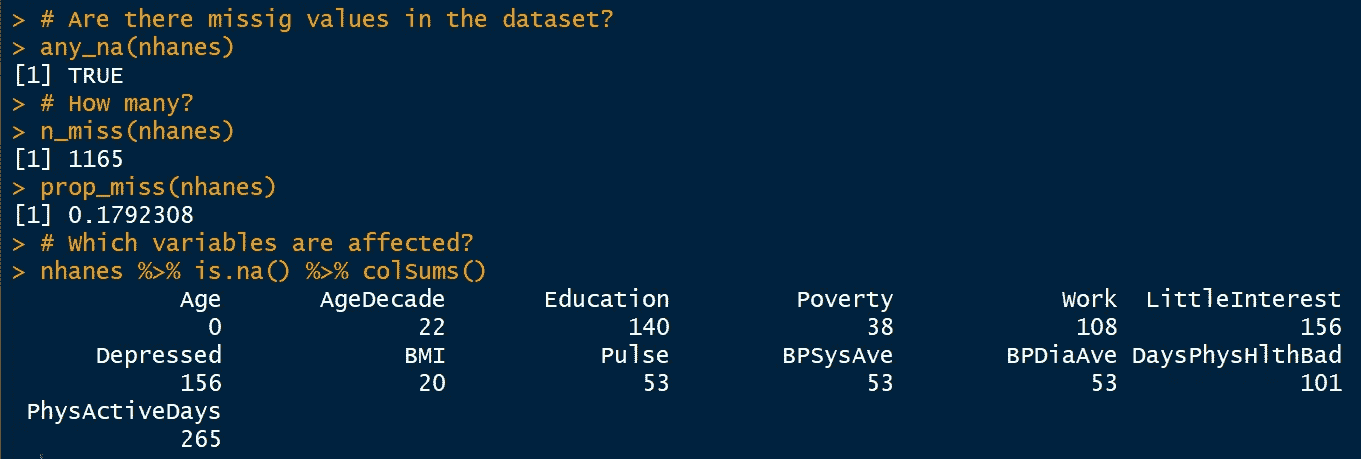 > # Are there missig values in the dataset?
> any_na(nhanes)
[1] TRUE
> # How many?
> n_miss(nhanes)
[1] 1165
> prop_miss(nhanes)
[1] 0.1792308
> # Which variables are affected?
> nhanes %>% is.na() %>% colSums()
Age AgeDecade Education Poverty Work LittleInterest
0 22 140 38 108 156
Depressed BMI Pulse BPSysAve BPDiaAve DaysPhysHlthBad
156 20 53 53 53 101
PhysActiveDays
265